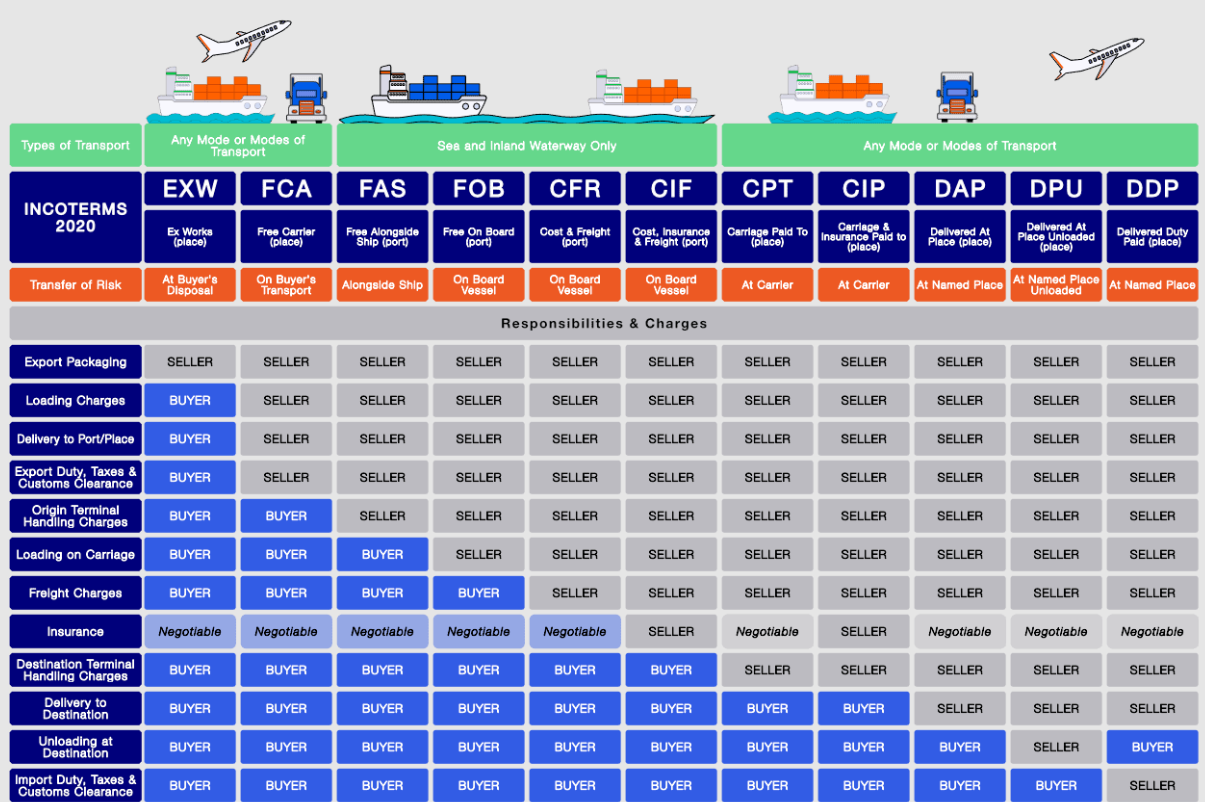 Types of Transport
Any Mode or Modes of
Transport
Sea and Inland Waterway Only
Any Mode or Modes of Transport
INCOTERMS
2020
EXW
FCA
FAS
FOB
CFR
CIF
CPT
CIP
DAP
DPU
DDP
Ex Works
(place)
Free Carrier
(place)
Free Alongside
Ship (port)
Free On Board
(port)
Cost & Freight
(port)
Cost, Insurance
& Freight (port)
Carriage Paid To
(place)
Carriage &
Insurance Paid to
(place)
Delivered At
Place (place)
Delivered At
Place Unloaded
(place)
Delivered Duty
Paid (place)
Transfer of Risk
At Buyer's
Disposal
On Buyer's
Transport
Alongside Ship
On Board
Vessel
On Board
Vessel
On Board
Vessel
At Carrier
At Carrier
At Named Place
At Named Place
Unloaded
At Named Place
Responsibilities & Charges
Export Packaging SELLER SELLER SELLER SELLER SELLER SELLER SELLER SELLER SELLER SELLER SELLER
Loading Charges BUYER SELLER SELLER SELLER SELLER SELLER SELLER SELLER SELLER SELLER SELLER
Delivery to Port/Place BUYER SELLER SELLER SELLER SELLER SELLER SELLER SELLER SELLER SELLER SELLER
Export Duty, Taxes &
Customs Clearance
BUYER SELLER SELLER SELLER SELLER SELLER SELLER SELLER SELLER SELLER SELLER
Origin Terminal
Handling Charges
BUYER BUYER SELLER SELLER SELLER SELLER SELLER SELLER SELLER SELLER SELLER
Loading on Carriage BUYER BUYER BUYER SELLER SELLER SELLER SELLER SELLER SELLER SELLER SELLER
Freight Charges BUYER BUYER BUYER BUYER SELLER SELLER SELLER SELLER SELLER SELLER SELLER
Insurance Negotiable Negotiable Negotiable Negotiable Negotiable SELLER Negotiable SELLER Negotiable Negotiable Negotiable
Destination Terminal
Handling Charges
BUYER BUYER BUYER BUYER BUYER BUYER SELLER SELLER SELLER SELLER SELLER
Delivery to
Destination
BUYER BUYER BUYER BUYER BUYER BUYER BUYER BUYER SELLER SELLER SELLER
Unloading at
Destination
BUYER BUYER BUYER BUYER BUYER BUYER BUYER BUYER BUYER SELLER BUYER
Import Duty, Taxes &
Customs Clearance
BUYER BUYER BUYER BUYER BUYER BUYER BUYER BUYER BUYER BUYER SELLER